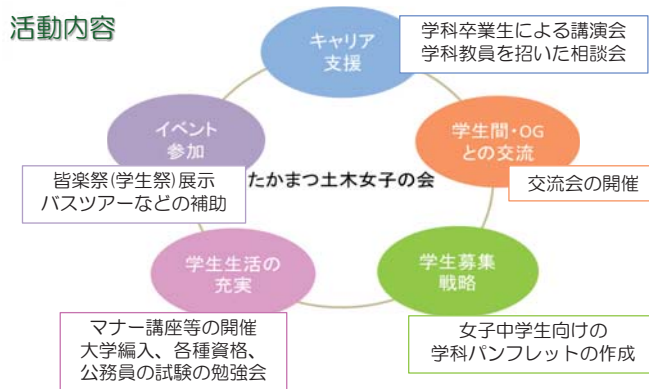 活動内容
キャリア
支援
学科卒業生による講演会
学科教員を招いた相談会
イベント
参加
学生間・OG
との交流
皆楽祭(学生祭)展示
バスツアーなどの補助
たかまつ土木女子の会
交流会の開催
学生生活の
充実
学生募集
戦略
マナー講座等の開催
大学編入、各種資格、
公務員の試験の勉強会
女子中学生向けの
学科パンフレットの作成